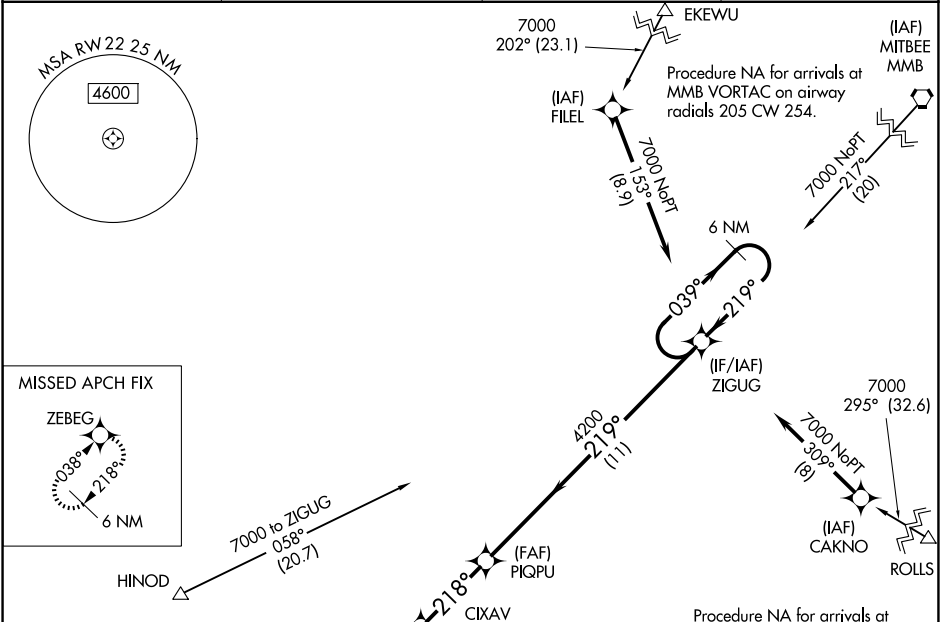 MSA RW 22 25 NM
4600
7000
202° (23.1)
EKEWU
(IAF)
FILEL
Procedure NA for arrivals at
MMB VORTAC on airway
radials 205 CW 254.
(IAF)
MITBEE
MMB
7000 NoPT
153°
(8.9)
7000 NoPT
217°
(20)
6 NM
039°
219°
(IF/IAF)
ZIGUG
4200
219°
(11)
7000
295° (32.6)
7000 NoPT
309°
(8)
(IAF)
CAKNO
ROLLS
MISSED APCH FIX
ZEBEG
038°
218°
6 NM
7000 to ZIGUG
058°
(20.7)
HINOD
(FAF)
PIQPU
218°
CIXAV
Procedure NA for arrivals at